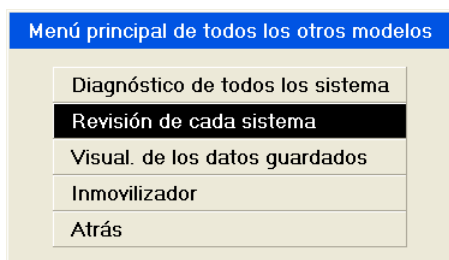 Menú principal de todos los otros modelos
Diagnóstico de todos los sistema
Revisión de cada sistema
Visual. de los datos guardados
Inmovilizador
Atrás